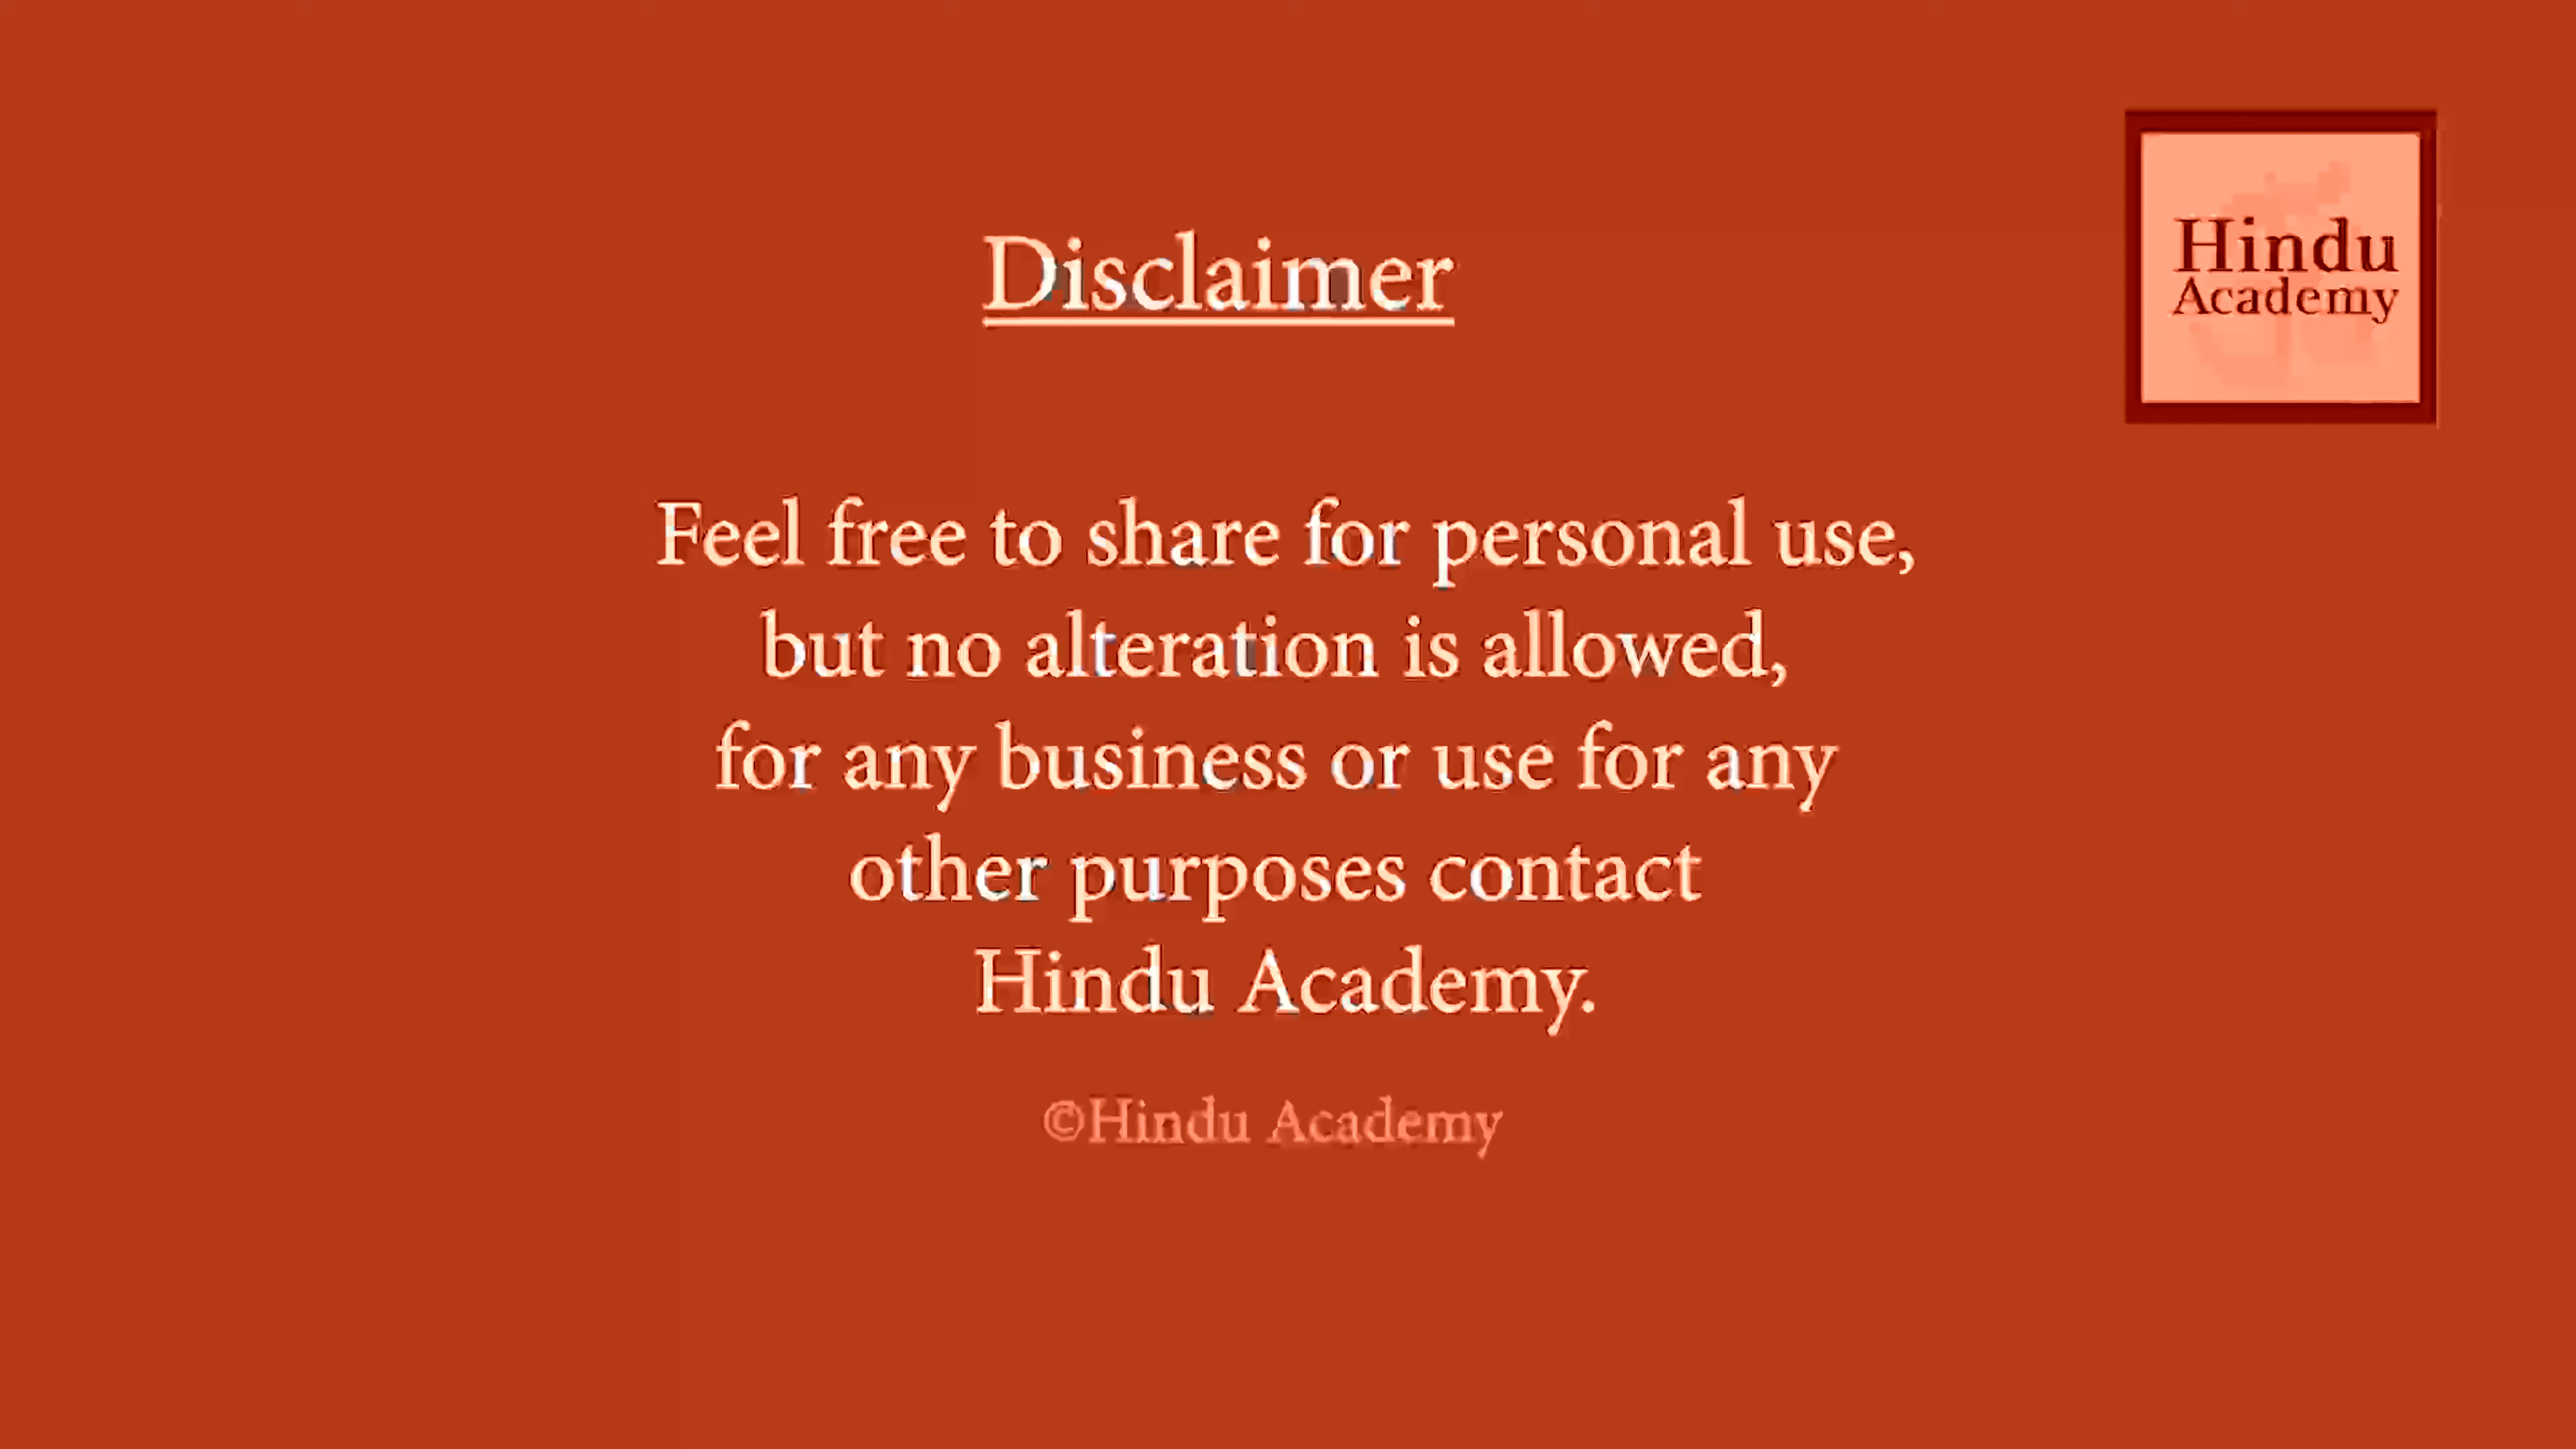 Hindu
Academy
Disclaimer
Feel free to share for personal use,
but no alteration is allowed,
for any business or use for any
other purposes contact
Hindu Academy.
©Hindu Academy